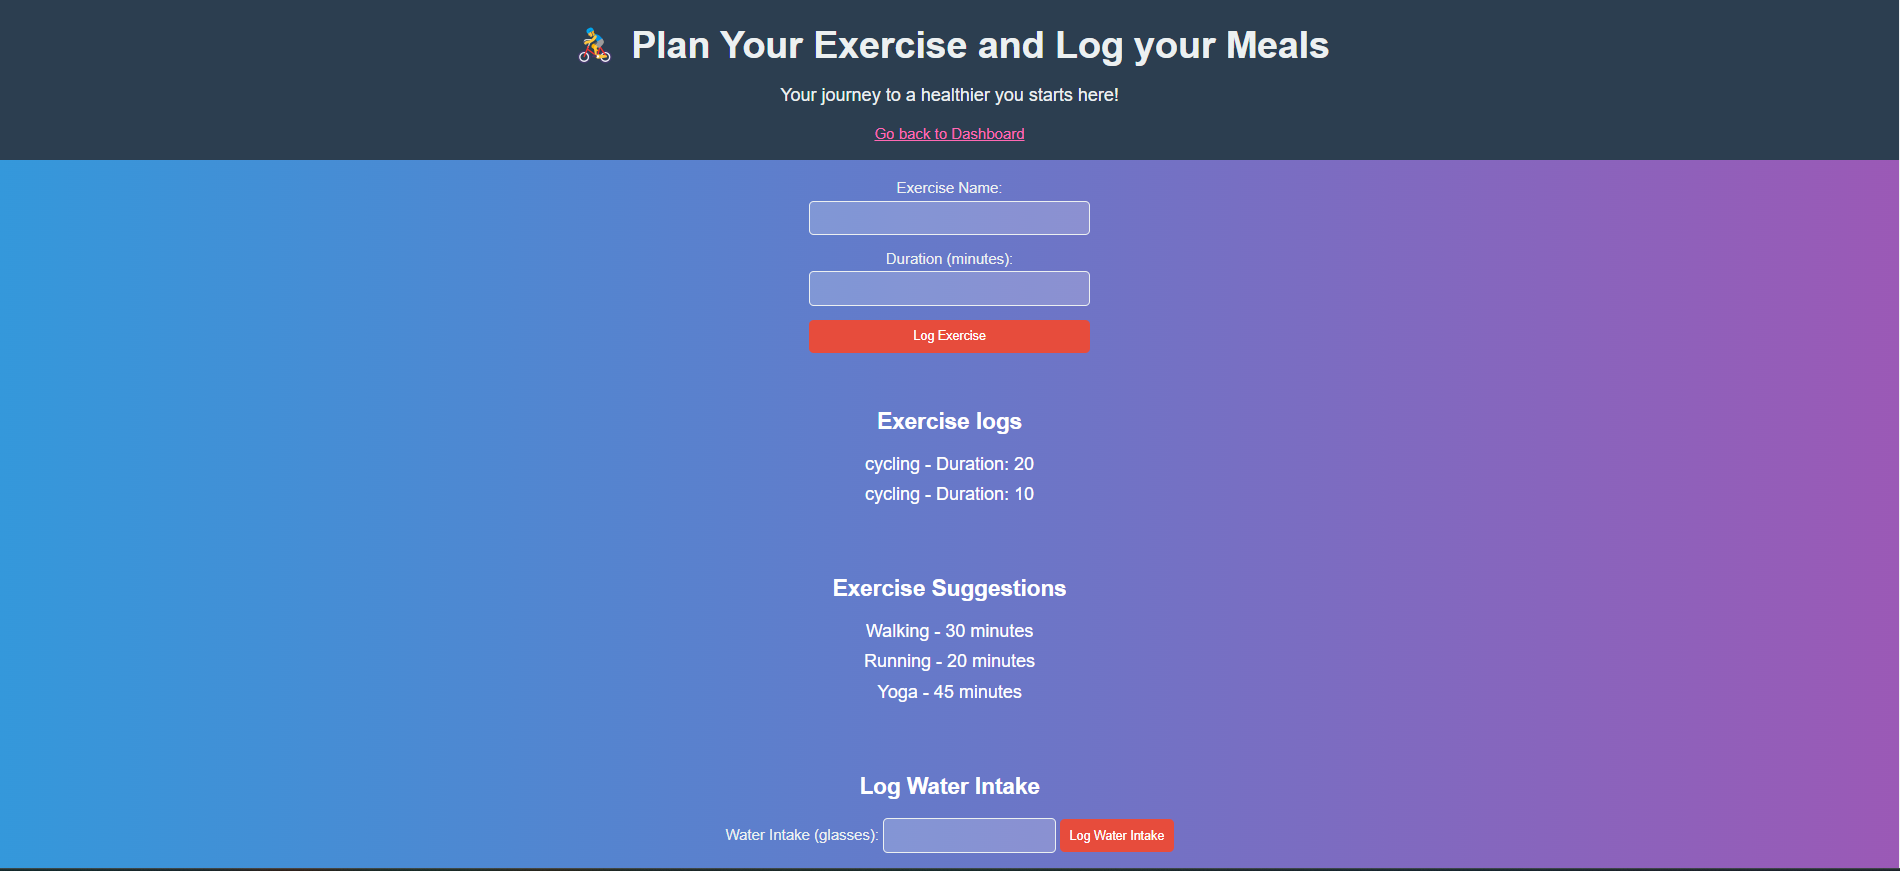 Plan Your Exercise and Log your Meals
Your journey to a healthier you starts here!
Go back to Dashboard
Exercise Name:
Duration (minutes):
Log Exercise
Exercise logs
cycling - Duration: 20
cycling - Duration: 10
Exercise Suggestions
Walking - 30 minutes
Running - 20 minutes
Yoga - 45 minutes
Log Water Intake
Water Intake (glasses): Log Water Intake